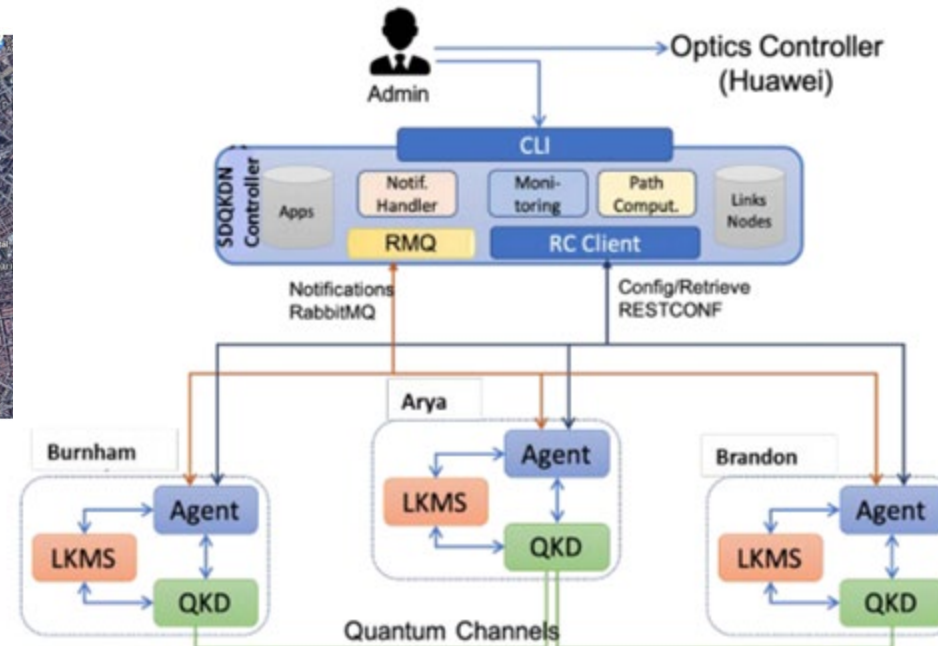 Admin
Optics Controller
(Huawei)
CLI
SDQKDN
Controller
Apps
Notif.
Handler
Moni-
toring
Path
Comput.
Links
Nodes
RMQ
RC Client
Notifications
RabbitMQ
Config/Retrieve
RESTCONF
Arya
Burnham
Brandon
Agent
LKMS
QKD
Agent
LKMS
QKD
Agent
LKMS
QKD
Quantum Channels